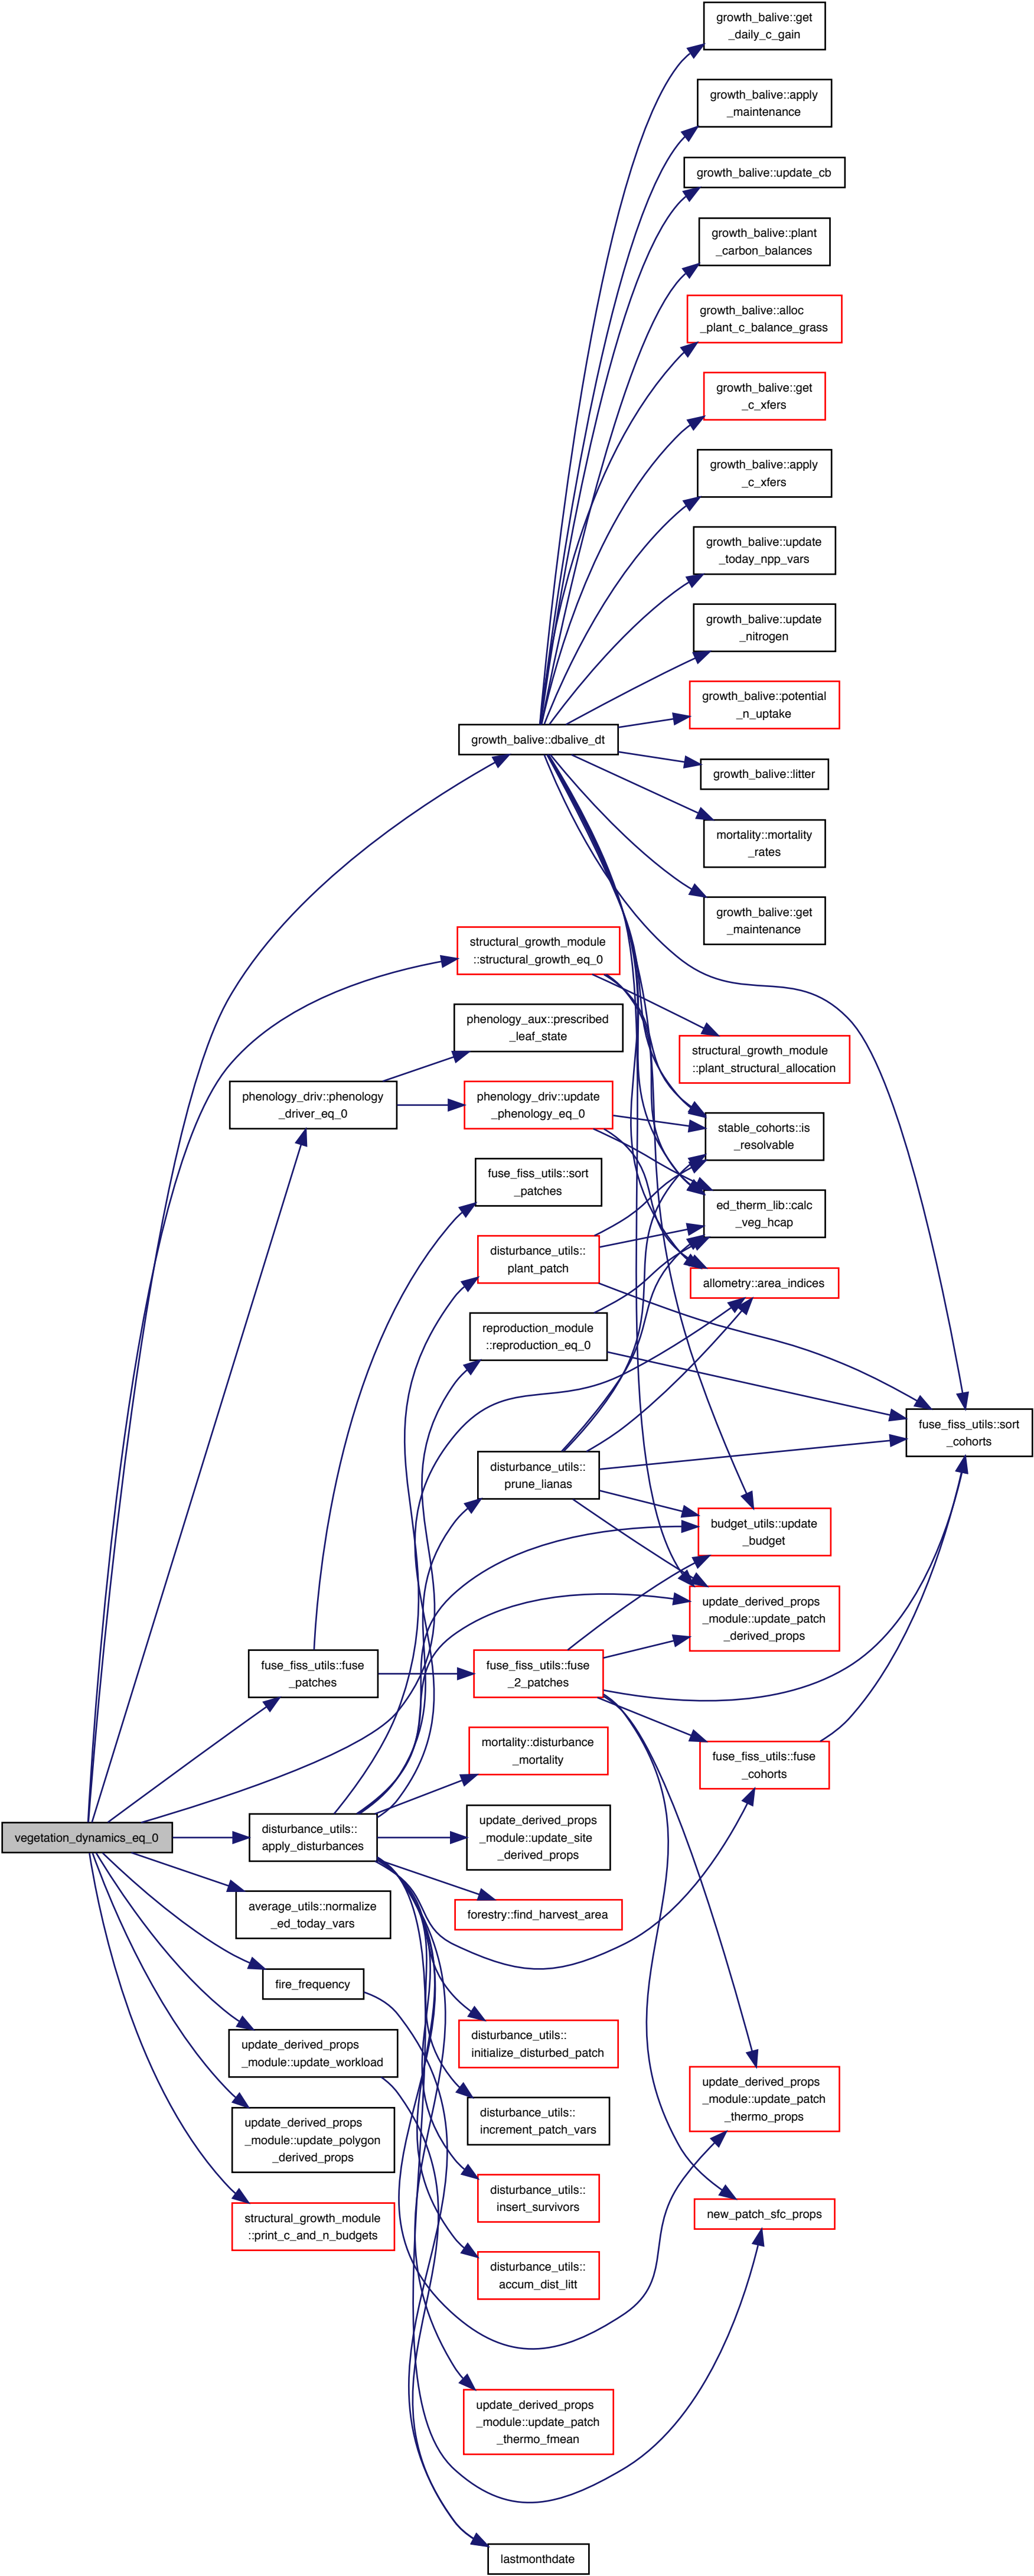 growth_balive::get
_daily_c_gain
growth_balive::apply
_maintenance
growth_balive::update_cb
growth_balive::plant
_carbon_balances
growth_balive::alloc
_plant_c_balance_grass
growth_balive::get
_c_xfers
growth_balive::apply
_c_xfers
growth_balive::update
_today_npp_vars
growth_balive::update
_nitrogen
growth_balive::potential
_n_uptake
growth_balive::dbalive_dt
growth_balive::litter
mortality::mortality
_rates
growth_balive::get
_maintenance
structural_growth_module
::structural_growth_eq_0
phenology_aux::prescribed
_leaf_state
structural_growth_module
::plant_structural_allocation
phenology_driv::phenology
_driver_eq_0
phenology_driv::update
_phenology_eq_0
stable_cohorts::is
_resolvable
fuse_fiss_utils::sort
_patches
ed_therm_lib::calc
_veg_hcap
disturbance_utils::
plant_patch
allometry::area_indices
reproduction_module
::reproduction_eq_0
fuse_fiss_utils::sort
_cohorts
disturbance_utils::
prune_lianas
budget_utils::update
_budget
update_derived_props
_module::update_patch
_derived_props
fuse_fiss_utils::fuse
_patches
fuse_fiss_utils::fuse
_2_patches
mortality::disturbance
_mortality
fuse_fiss_utils::fuse
_cohorts
vegetation_dynamics_eq_0
disturbance_utils::
apply_disturbances
update_derived_props
_module::update_site
_derived_props
average_utils::normalize
_ed_today_vars
forestry::find_harvest_area
fire_frequency
update_derived_props
_module::update_workload
disturbance_utils::
initialize_disturbed_patch
update_derived_props
_module::update_patch
_thermo_props
update_derived_props
_module::update_polygon
_derived_props
disturbance_utils::
increment_patch_vars
disturbance_utils::
insert_survivors
new_patch_sfc_props
structural_growth_module
::print_c_and_n_budgets
disturbance_utils::
accum_dist_litt
update_derived_props
_module::update_patch
_thermo_fmean
lastmonthdate